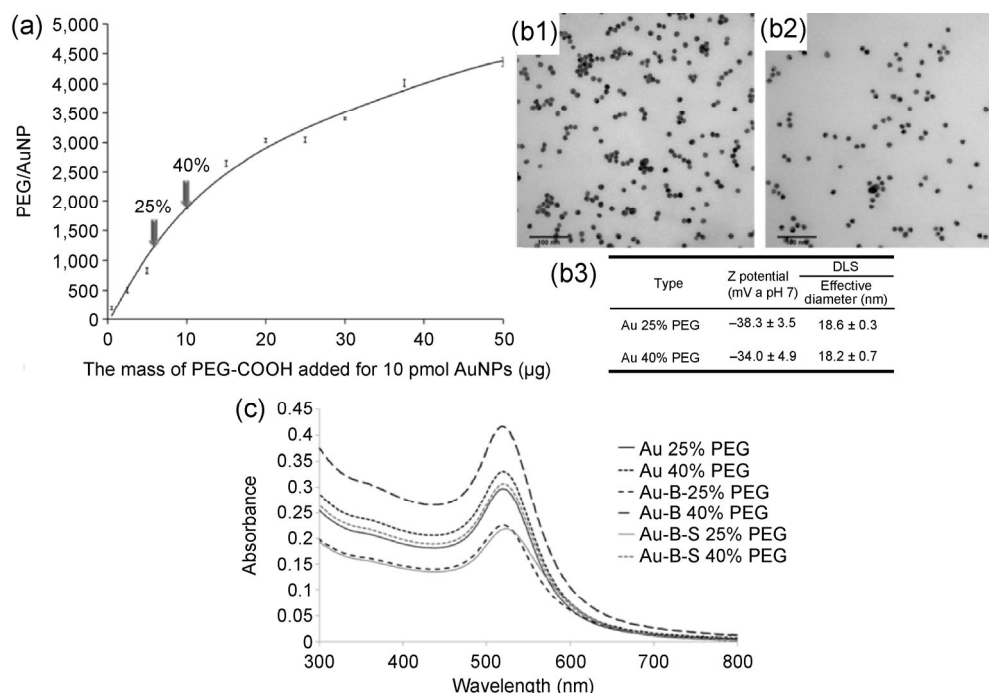 (a)
5,000
4,500
4,000
3,500
3,000
2,500
2,000
1,500
1,000
500
0
PEG/AuNP
25%
40%
0 10 20 30 40 50
The mass of PEG-COOH added for 10 pmol AuNPs (μg)
(b1)
100 nm
(b2)
100 nm
(b3)
Type
Z potential
(mV a pH 7)
DLS
Effective
diameter (nm)
Au 25% PEG −38.3 ± 3.5 18.6 ± 0.3
Au 40% PEG −34.0 ± 4.9 18.2 ± 0.7
(c)
0.45
0.4
0.35
0.3
0.25
0.2
0.15
0.1
0.05
0
Absorbance
300 400 500 600 700 800
Wavelength (nm)
Au 25% PEG
Au 40% PEG
Au-B-25% PEG
Au-B 40% PEG
Au-B-S 25% PEG
Au-B-S 40% PEG